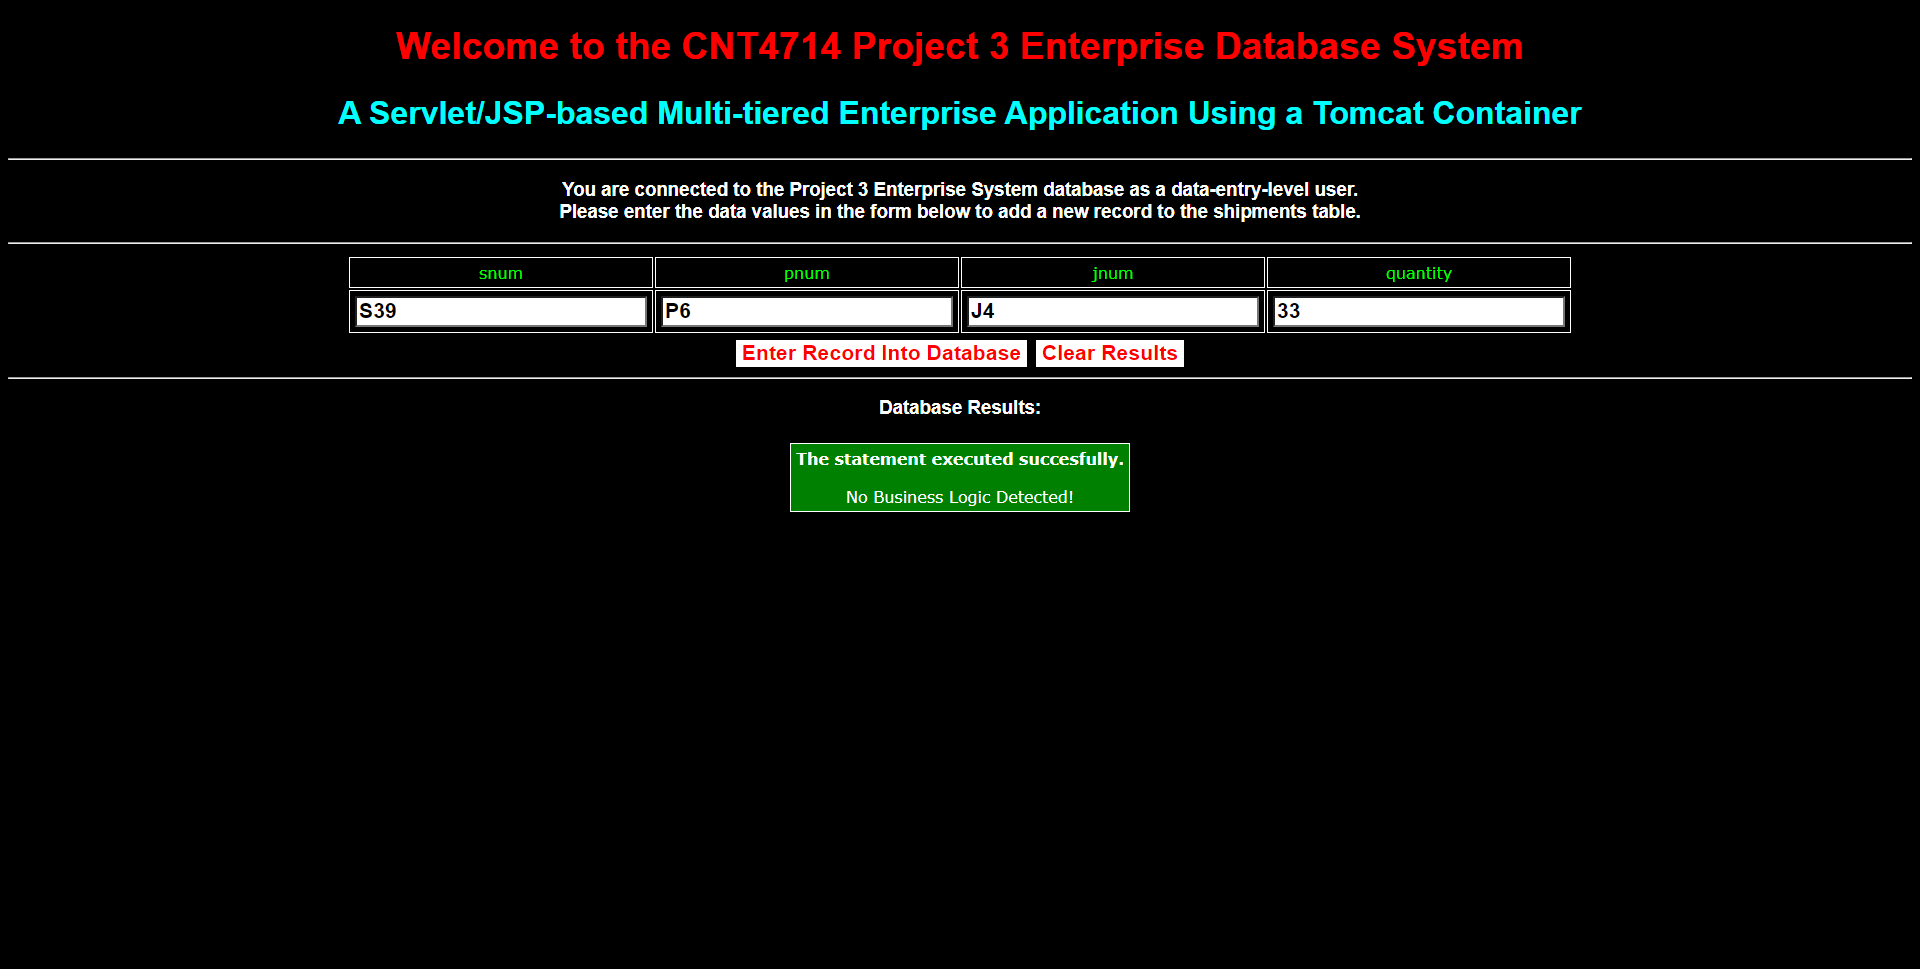 Welcome to the CNT4714 Project 3 Enterprise Database System
A Servlet/JSP-based Multi-tiered Enterprise Application Using a Tomcat Container
You are connected to the Project 3 Enterprise System database as a data-entry-level user.
Please enter the data values in the form below to add a new record to the shipments table.
snum pnum jnum quantity
S39 P6 J4 33
Enter Record Into Database Clear Results
Database Results:
The statement executed succesfully.
No Business Logic Detected!